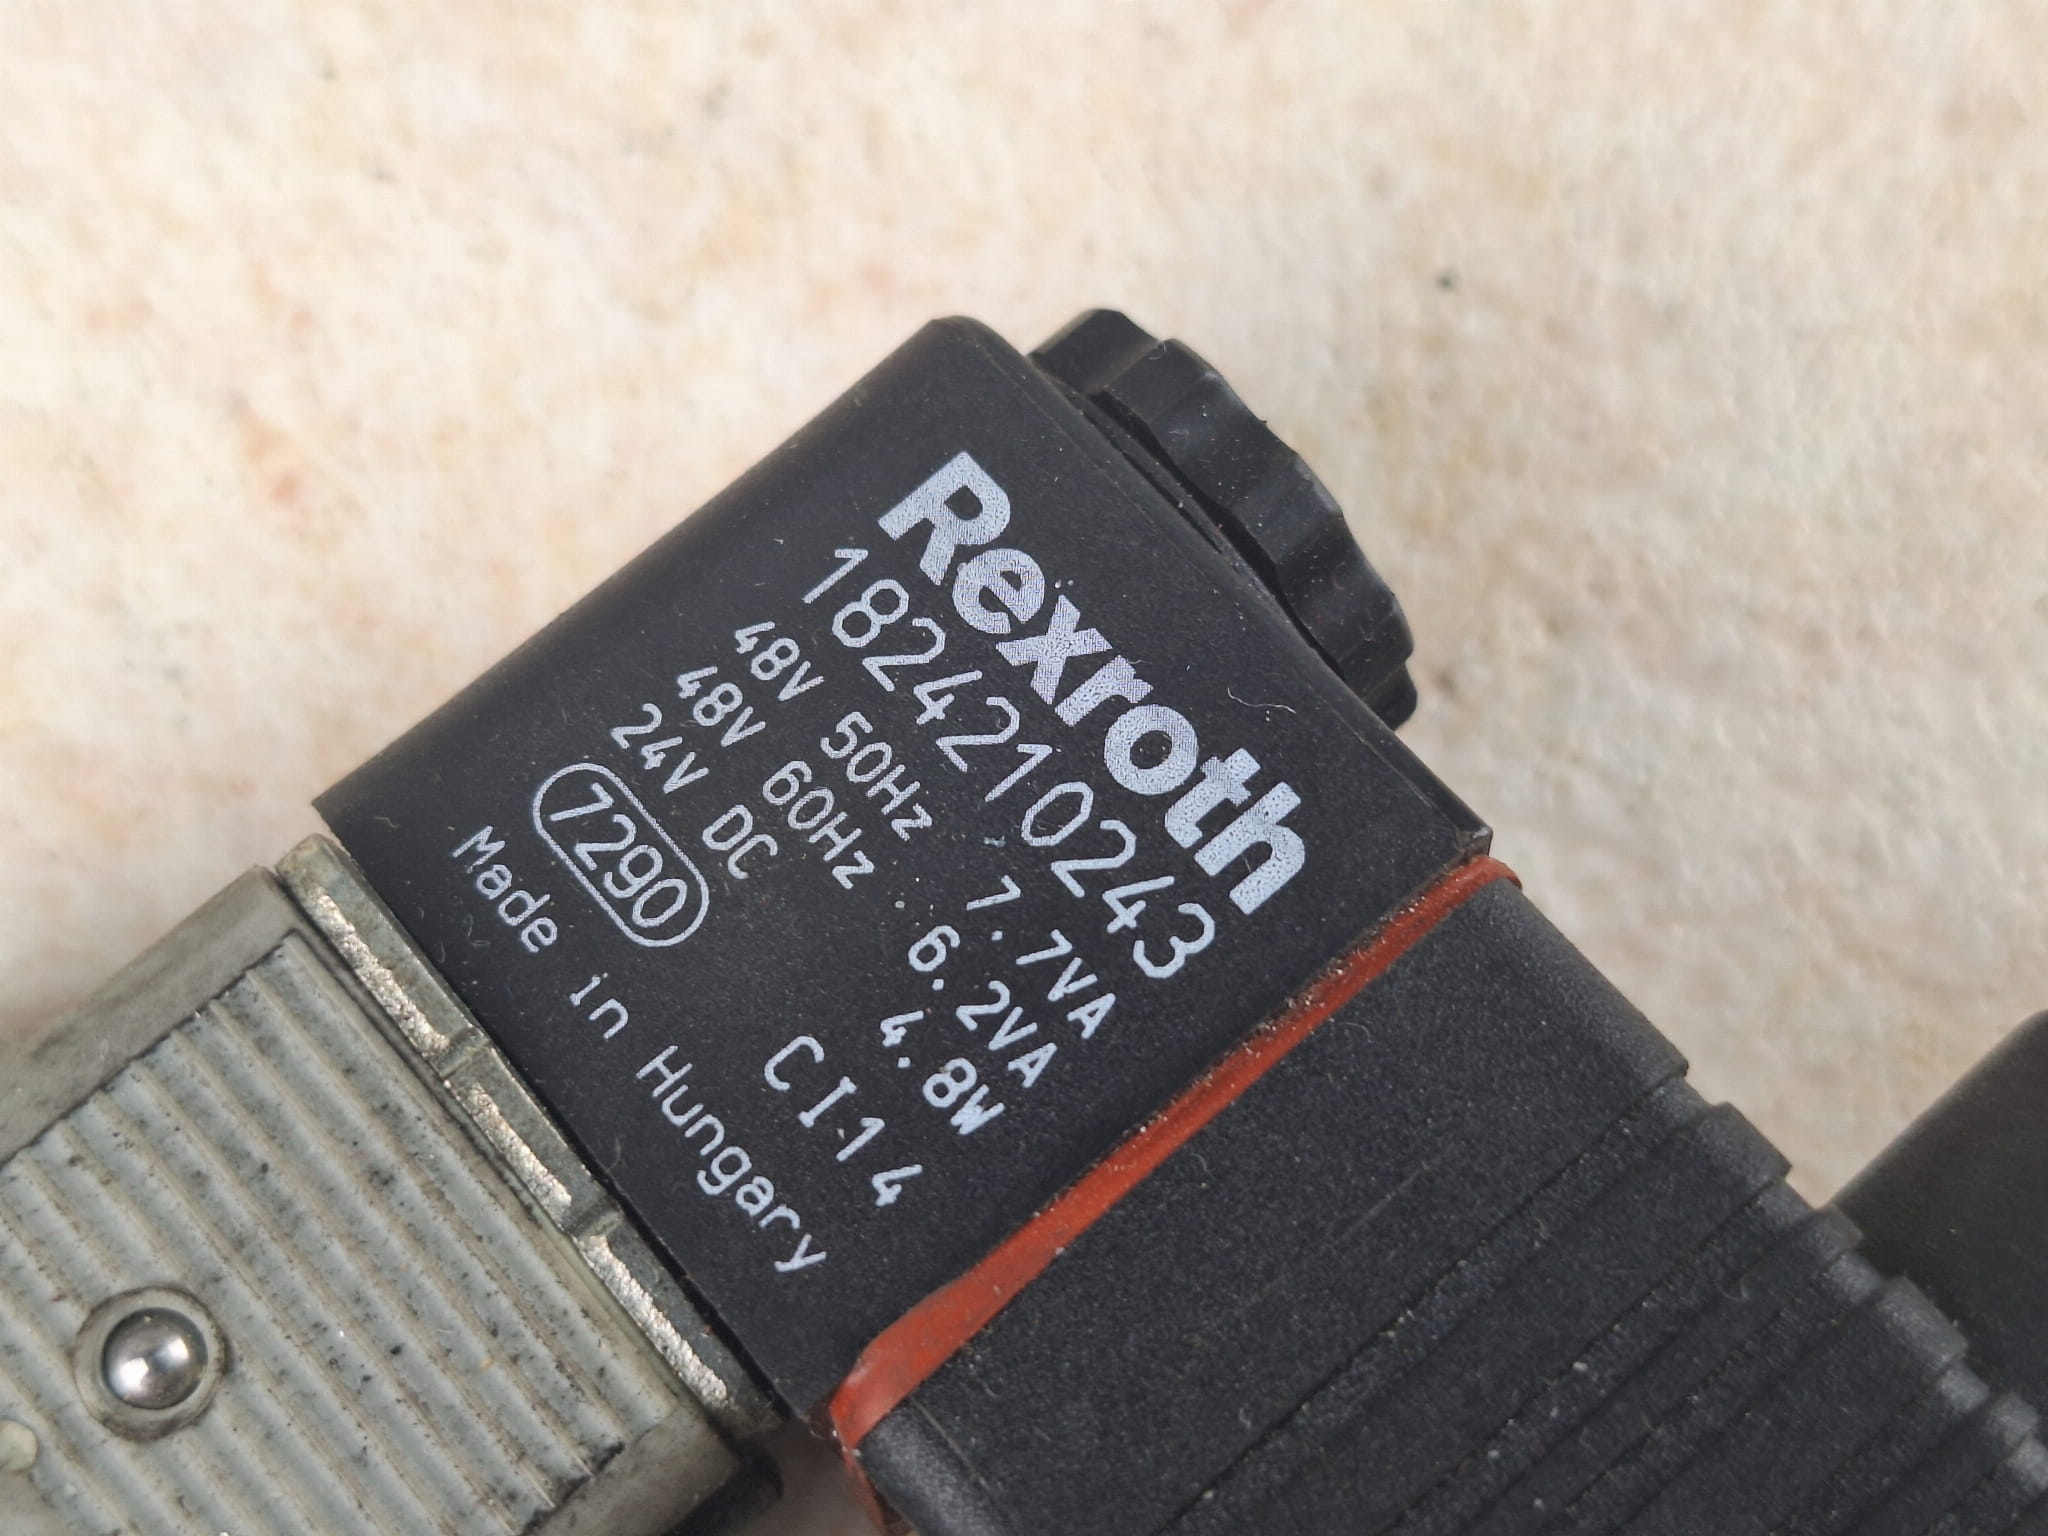 Rexroth
1824210243
48V 50Hz 7.7VA
48V 60Hz 6.2VA
24V DC 4.8W
7290 CI14
Made in Hungary